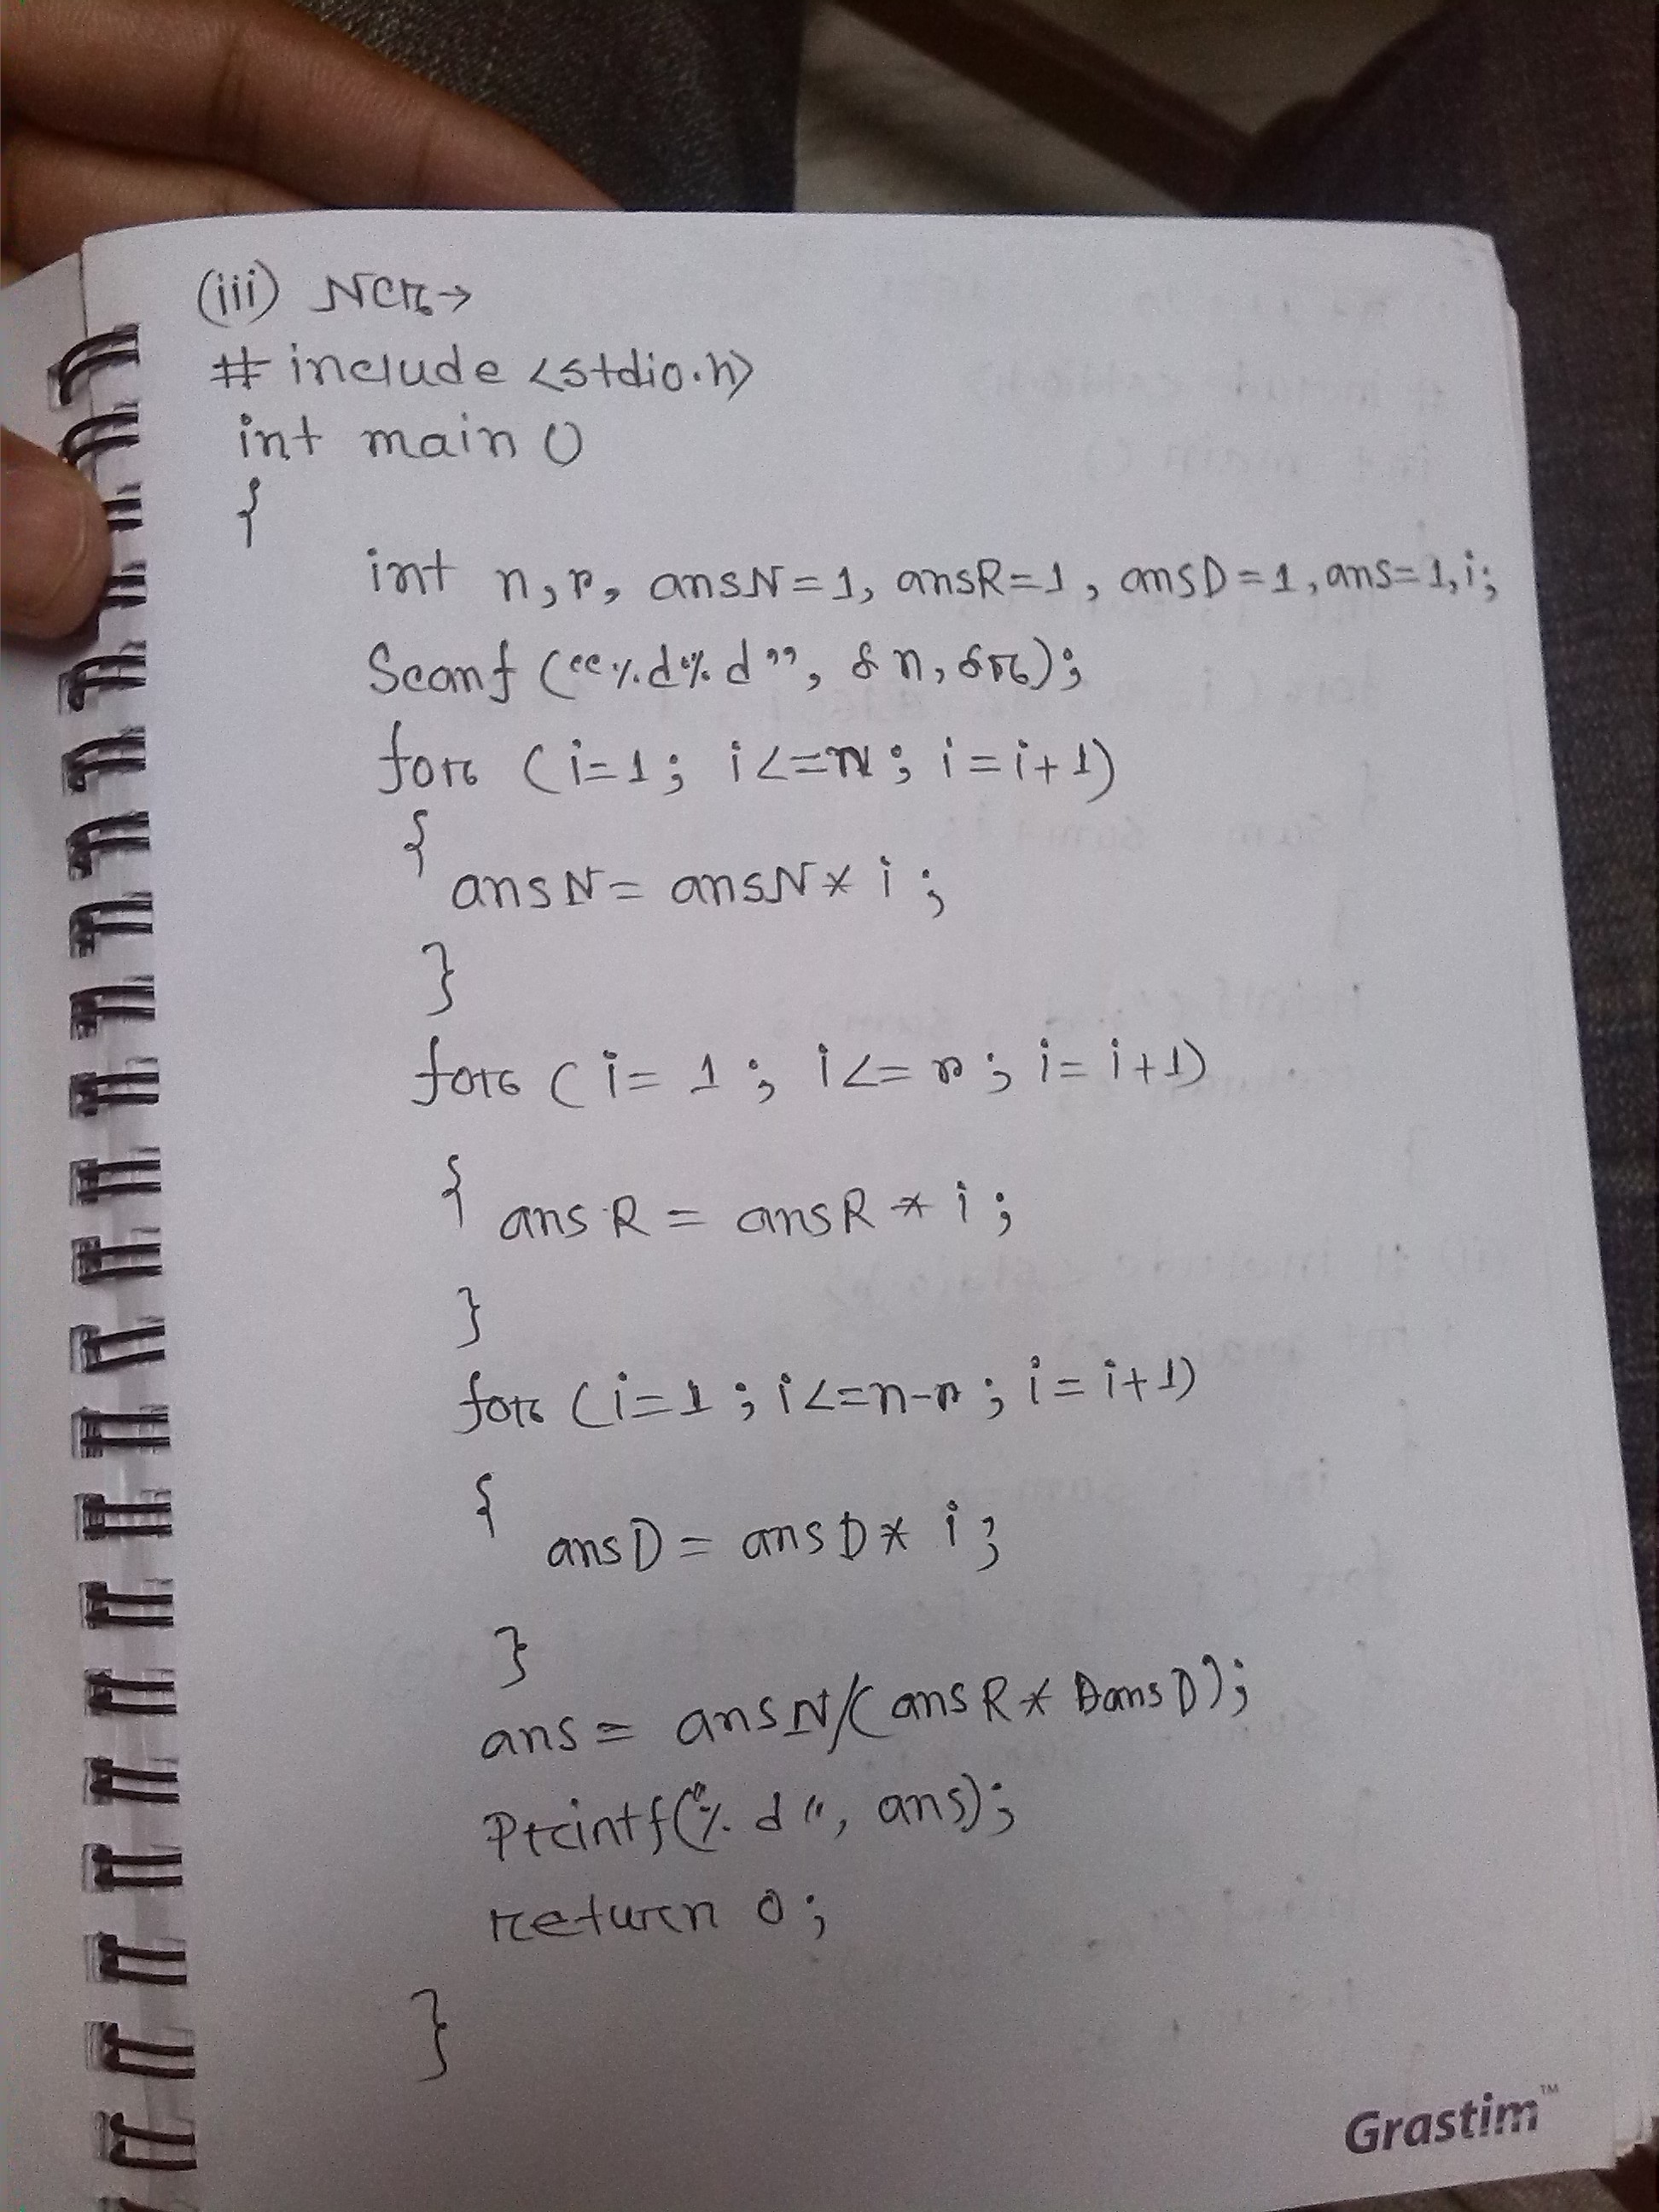 (iii) NCr→
# include <stdio.h>
int main ()
{
int n, r, ansN=1, ansR=1, ansD=1, ans=1, i;
Scanf (“%d%d”, &n, &r);
for (i=1; i<=n; i=i+1)
{
ansN= ansN* i ;
}
for (i= 1 ; i<= r ; i= i+1)
{ ansR = ansR * i ;
}
for (i=1 ; i<=n-r ; i= i+1)
{
ansD = ansD* i ;
}
ans = ansN/(ansR* ansD);
Printf("%d", ans);
return 0;
}
Grastim™